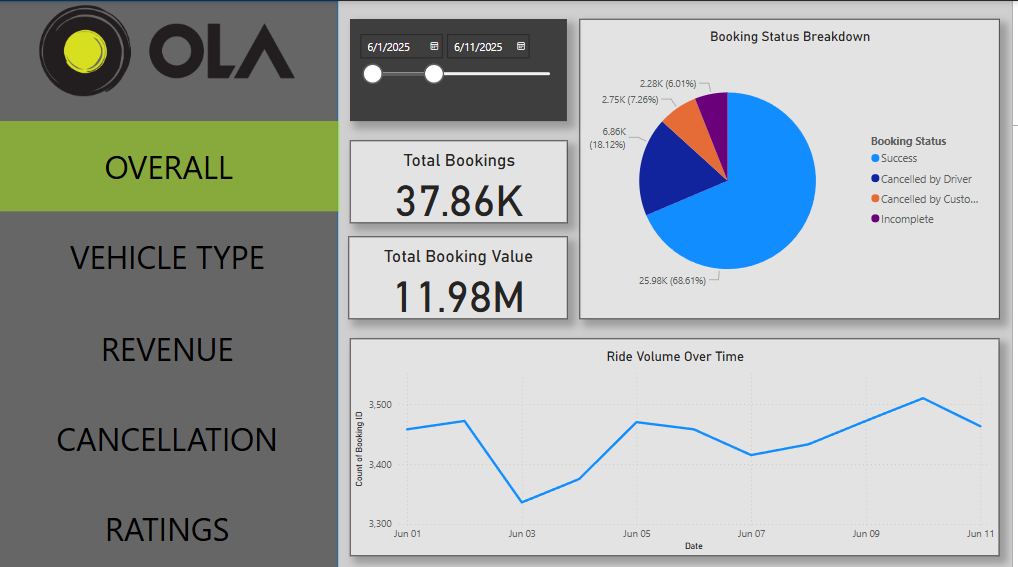 OLA
OVERALL
VEHICLE TYPE
REVENUE
CANCELLATION
RATINGS
6/1/2025
6/11/2025
Total Bookings
37.86K
Total Booking Value
11.98M
Booking Status Breakdown
2.28K (6.01%)
2.75K (7.26%)
6.86K
(18.12%)
25.98K (68.61%)
Booking Status
Success
Cancelled by Driver
Cancelled by Custo...
Incomplete
Ride Volume Over Time
Count of Booking ID
3,500
3,400
3,300
Jun 01
Jun 03
Jun 05
Jun 07
Jun 09
Jun 11
Date